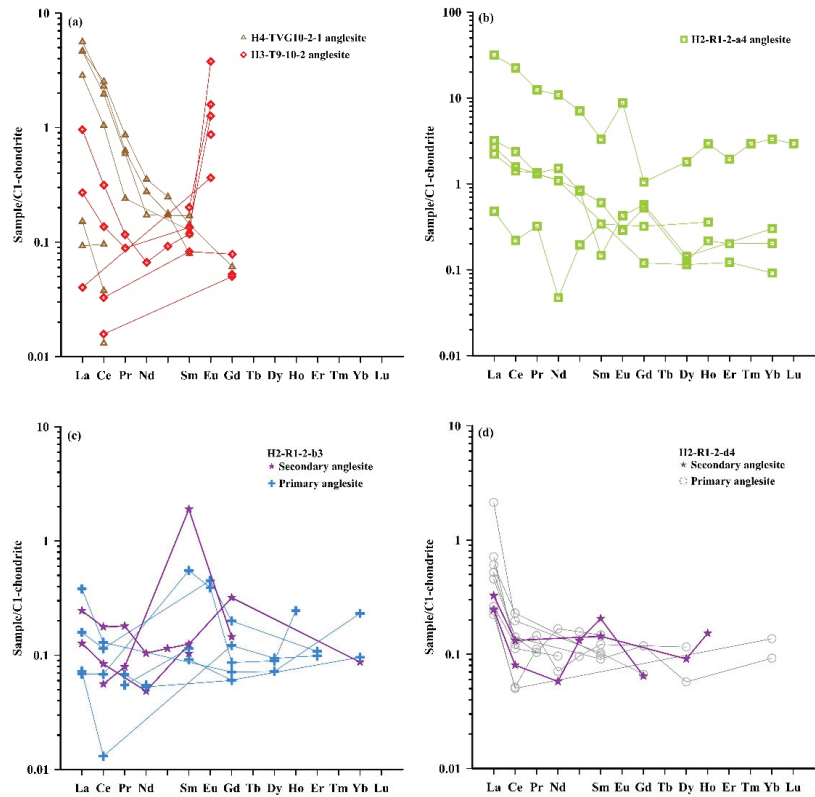 (a)
H4-TVG10-2-1 anglesite
H3-T9-10-2 anglesite
10
1
0.1
0.01
Sample/C1-chondrite
La Ce Pr Nd Sm Eu Gd Tb Dy Ho Er Tm Yb Lu
(b)
H2-R1-2-a4 anglesite
100
10
1
0.1
0.01
Sample/C1-chondrite
La Ce Pr Nd Sm Eu Gd Tb Dy Ho Er Tm Yb Lu
(c)
H2-R1-2-b3
Secondary anglesite
Primary anglesite
10
1
0.1
0.01
Sample/C1-chondrite
La Ce Pr Nd Sm Eu Gd Tb Dy Ho Er Tm Yb Lu
(d)
H2-R1-2-d4
Secondary anglesite
Primary anglesite
10
1
0.1
0.01
Sample/C1-chondrite
La Ce Pr Nd Sm Eu Gd Tb Dy Ho Er Tm Yb Lu